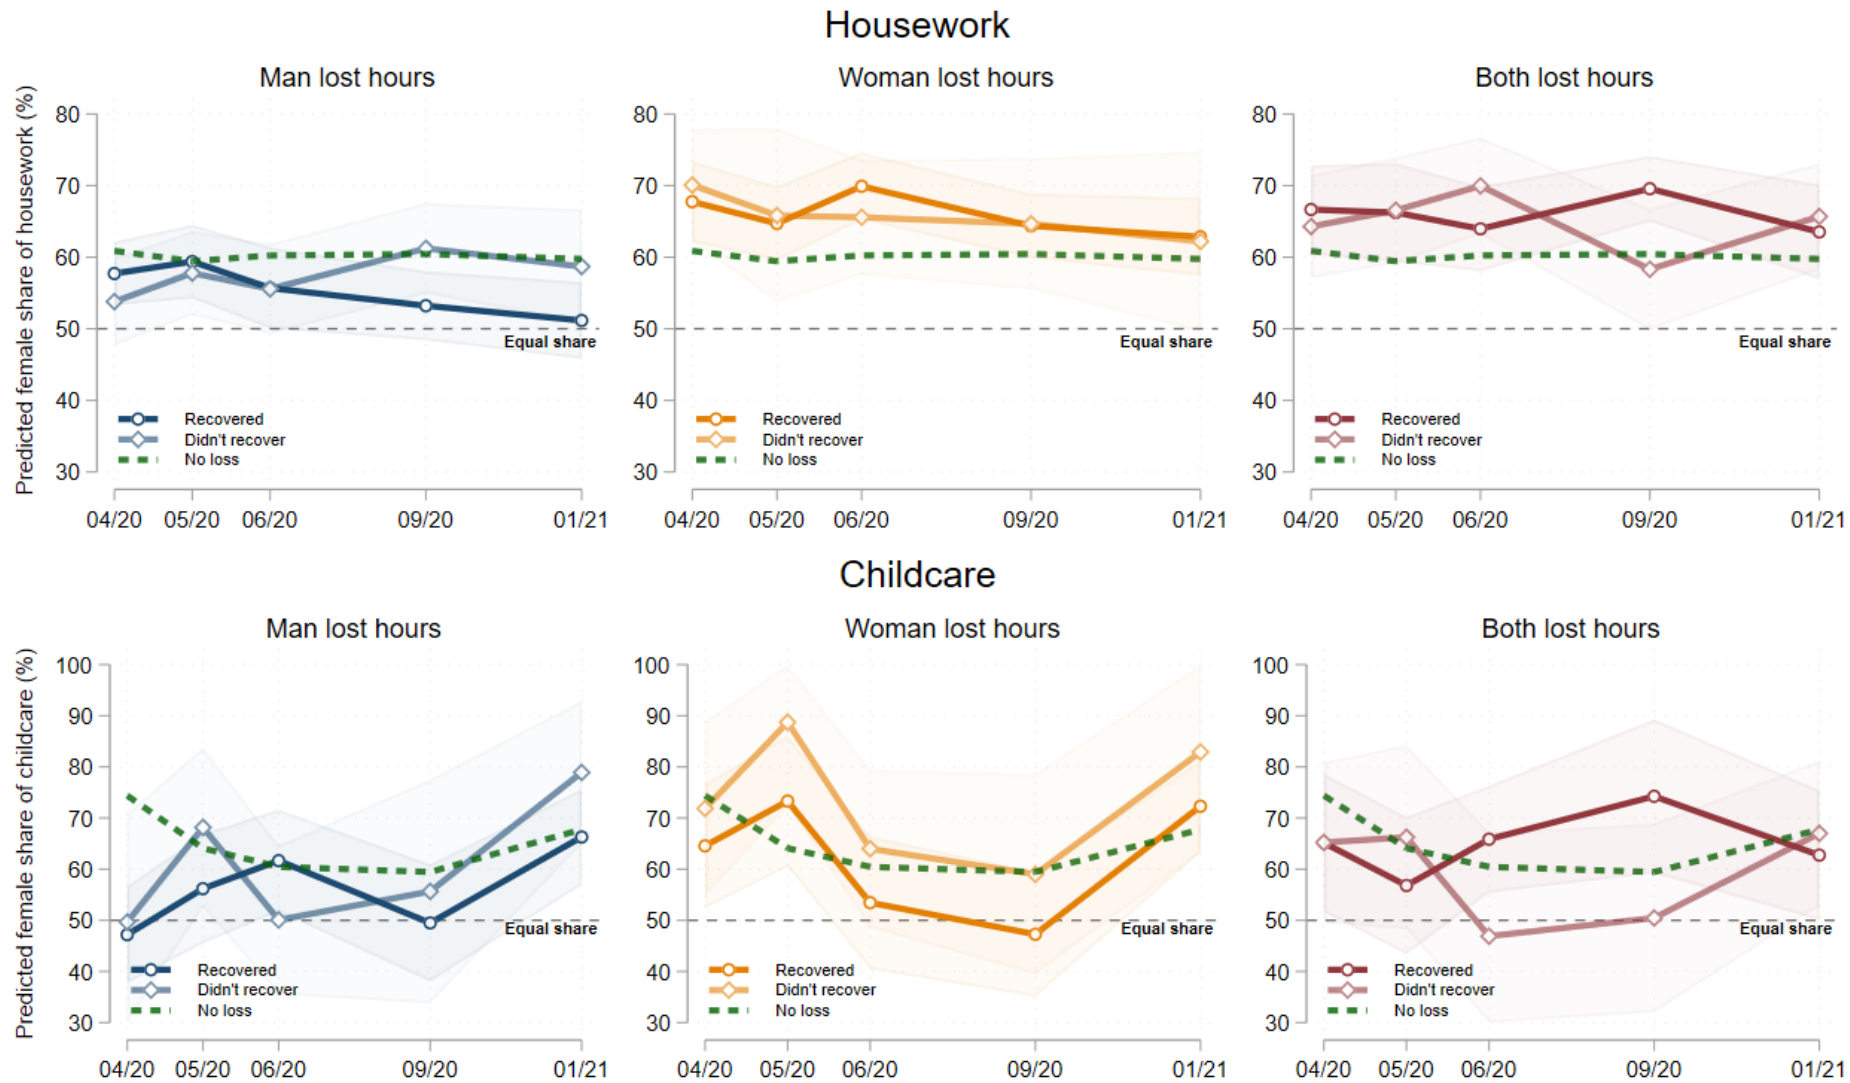 Housework
Man lost hours
Woman lost hours
Both lost hours
Predicted female share of housework (%)
80
70
60
50
40
30
Equal share
Recovered
Didn't recover
No loss
04/20 05/20 06/20 09/20 01/21
80
70
60
50
40
30
Equal share
Recovered
Didn't recover
No loss
04/20 05/20 06/20 09/20 01/21
80
70
60
50
40
30
Equal share
Recovered
Didn't recover
No loss
04/20 05/20 06/20 09/20 01/21
Childcare
Man lost hours
Woman lost hours
Both lost hours
Predicted female share of childcare (%)
100
90
80
70
60
50
40
30
Equal share
Recovered
Didn't recover
No loss
04/20 05/20 06/20 09/20 01/21
100
90
80
70
60
50
40
30
Equal share
Recovered
Didn't recover
No loss
04/20 05/20 06/20 09/20 01/21
100
90
80
70
60
50
40
30
Equal share
Recovered
Didn't recover
No loss
04/20 05/20 06/20 09/20 01/21